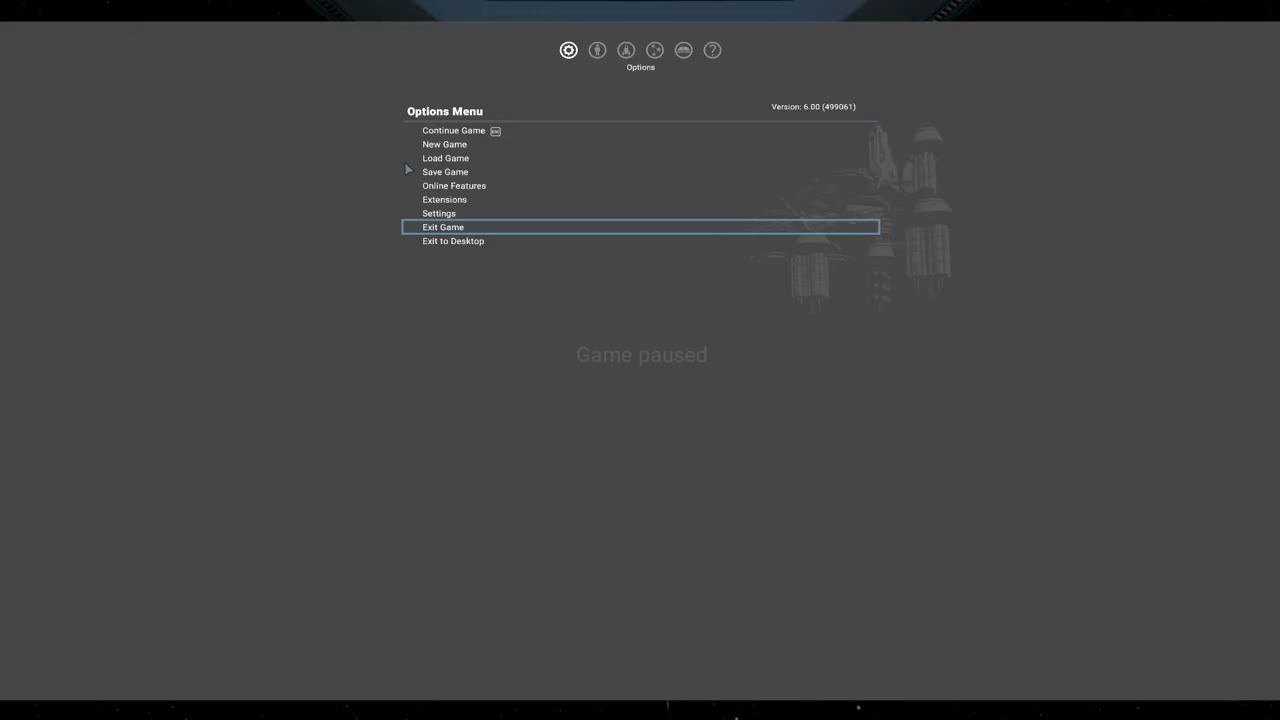 Options
Options Menu
Version: 6.00 (499061)
Continue Game
New Game
Load Game
Save Game
Online Features
Extensions
Settings
Exit Game
Exit to Desktop
Game paused